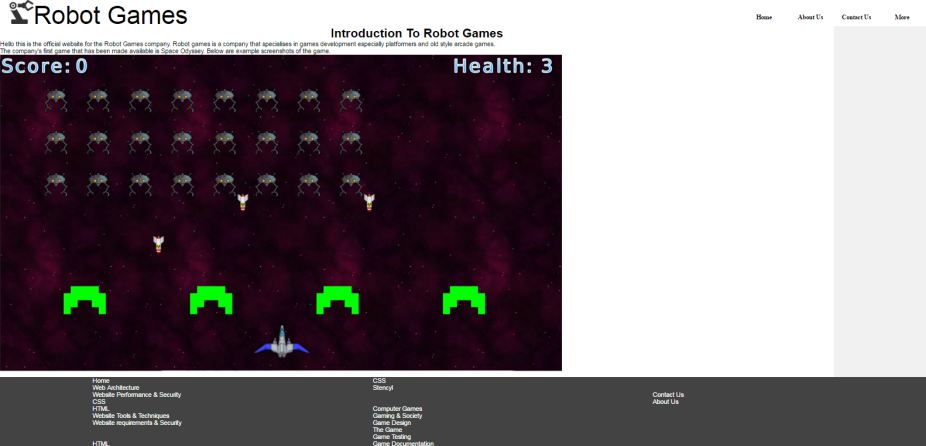 Robot Games
Home About Us Contact Us More
Introduction To Robot Games
Hello this is the official website for the Robot Games company. Robot games is a company that specialises in games development especially platformers and old style arcade games.
The company's first game that has been made available is Space Odyssey. Below are example screenshots of the game.
Score: 0 Health: 3
Home
Web Architecture
Website Performance & Security
CSS
HTML
Website Tools & Techniques
Website requirements & Security
HTML
CSS
Stencyl
Computer Games
Gaming & Society
Game Design
The Game
Game Testing
Game Documentation
Contact Us
About Us